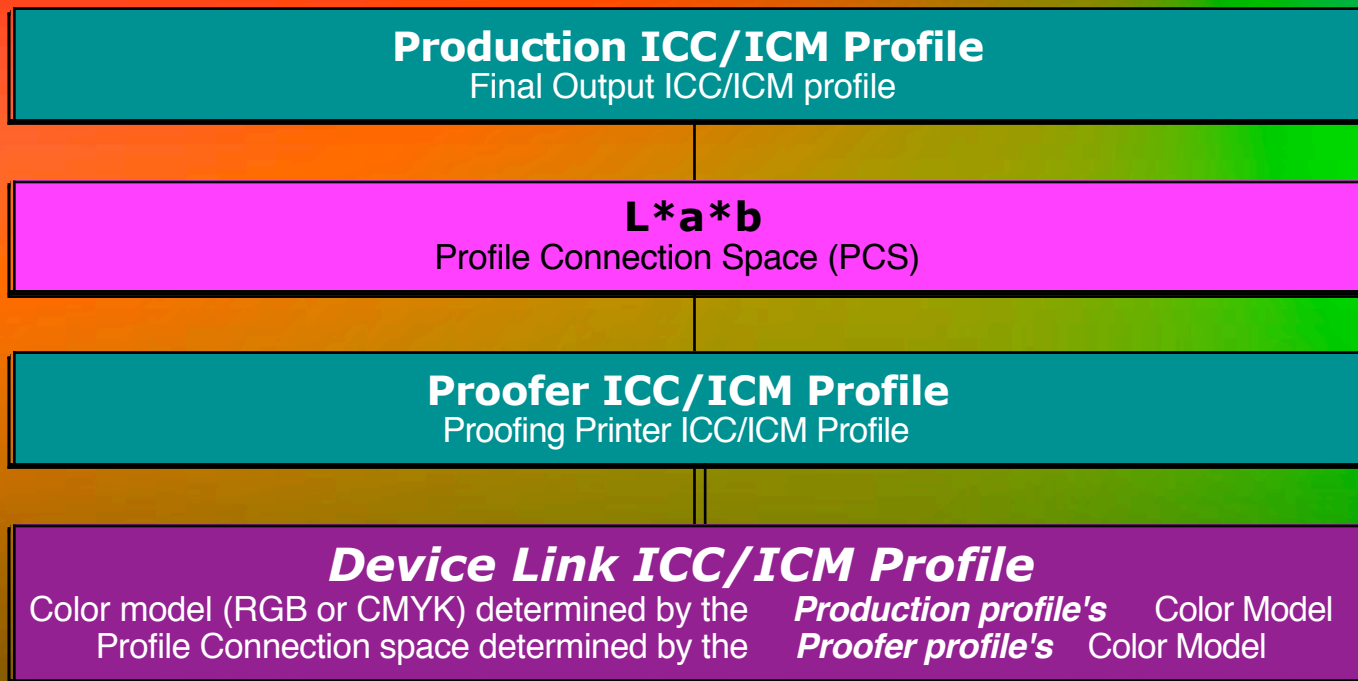 Production ICC/ICM Profile
Final Output ICC/ICM profile
L*a*b
Profile Connection Space (PCS)
Proofer ICC/ICM Profile
Proofing Printer ICC/ICM Profile
Device Link ICC/ICM Profile
Color model (RGB or CMYK) determined by the Production profile's Color Model
Profile Connection space determined by the Proofer profile's Color Model